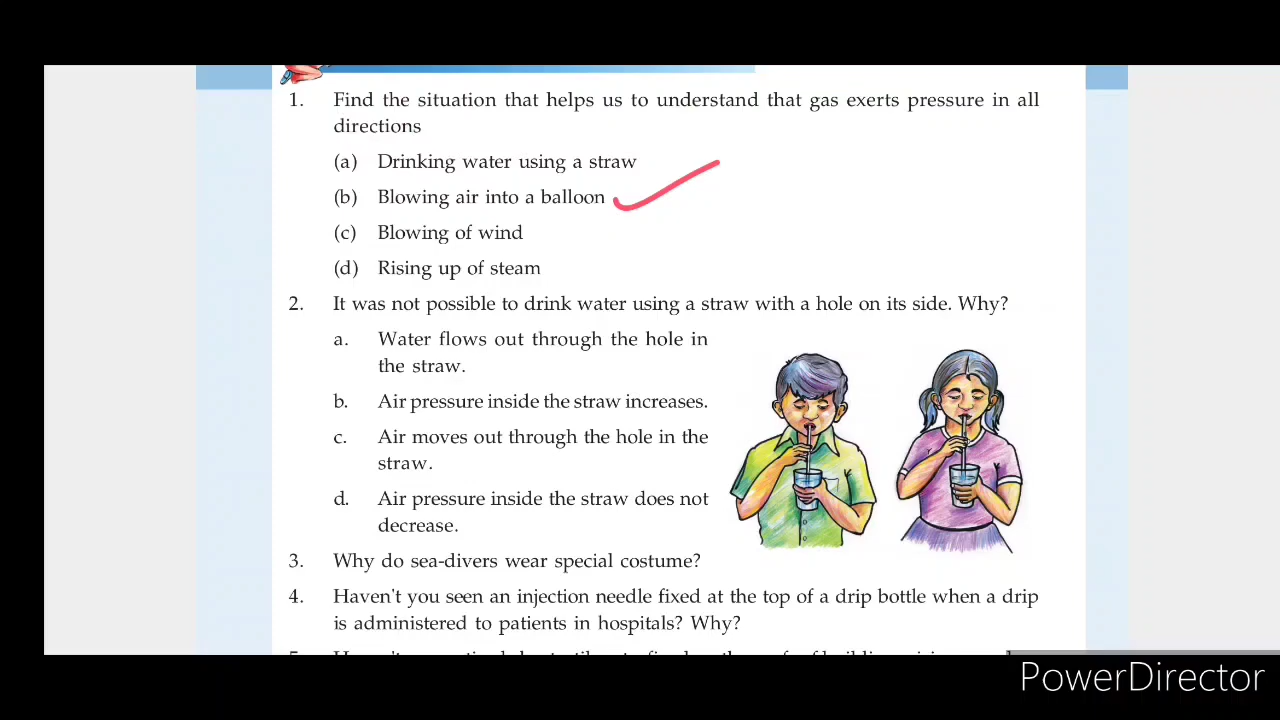 1. Find the situation that helps us to understand that gas exerts pressure in all
directions
(a) Drinking water using a straw
(b) Blowing air into a balloon
(c) Blowing of wind
(d) Rising up of steam
2. It was not possible to drink water using a straw with a hole on its side. Why?
a. Water flows out through the hole in
the straw.
b. Air pressure inside the straw increases.
c. Air moves out through the hole in the
straw.
d. Air pressure inside the straw does not
decrease.
3. Why do sea-divers wear special costume?
4. Haven't you seen an injection needle fixed at the top of a drip bottle when a drip
is administered to patients in hospitals? Why?
PowerDirector